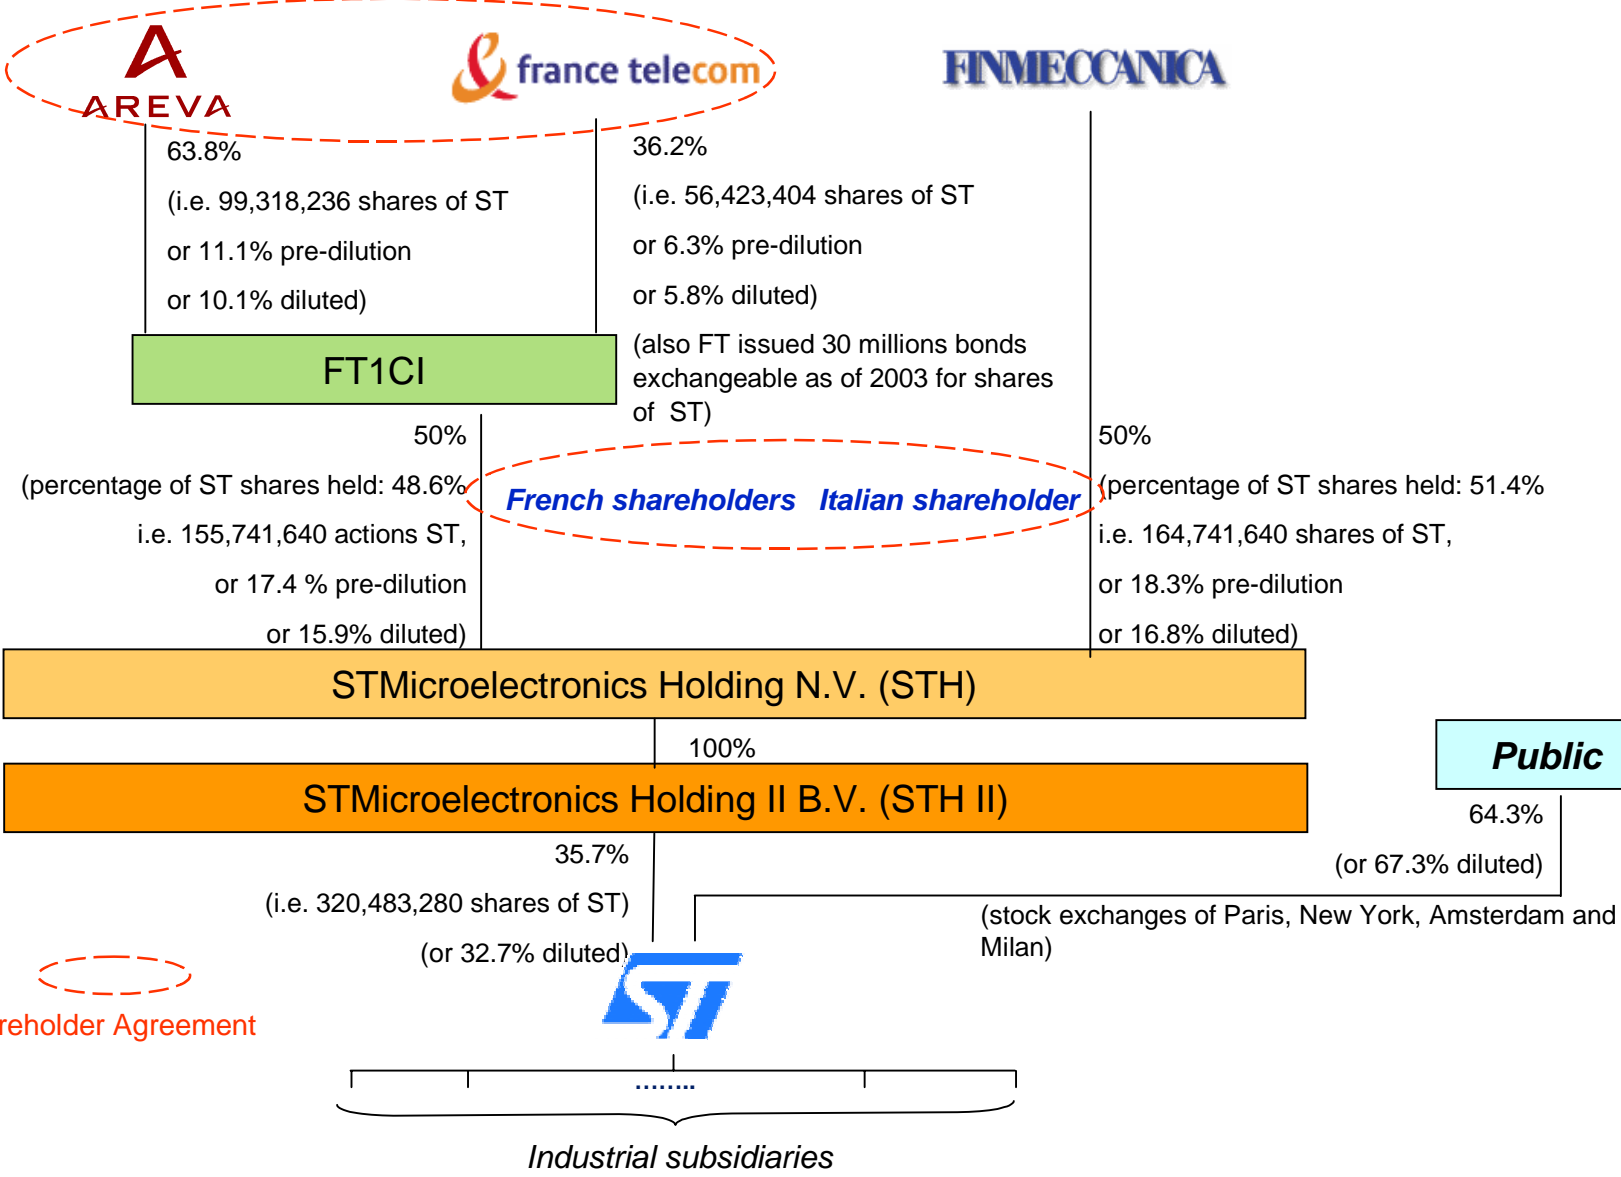 AREVA
france telecom
FINMECCANICA
63.8%
(i.e. 99,318,236 shares of ST
or 11.1% pre-dilution
or 10.1% diluted)
36.2%
(i.e. 56,423,404 shares of ST
or 6.3% pre-dilution
or 5.8% diluted)
(also FT issued 30 millions bonds
exchangeable as of 2003 for shares
of ST)
FT1CI
50%
(percentage of ST shares held: 48.6%
i.e. 155,741,640 actions ST,
or 17.4 % pre-dilution
or 15.9% diluted)
French shareholders Italian shareholder
50%
(percentage of ST shares held: 51.4%
i.e. 164,741,640 shares of ST,
or 18.3% pre-dilution
or 16.8% diluted)
STMicroelectronics Holding N.V. (STH)
100%
STMicroelectronics Holding II B.V. (STH II)
Public
64.3%
(or 67.3% diluted)
35.7%
(i.e. 320,483,280 shares of ST)
(or 32.7% diluted)
(stock exchanges of Paris, New York, Amsterdam and
Milan)
ST
reholder Agreement
........
Industrial subsidiaries